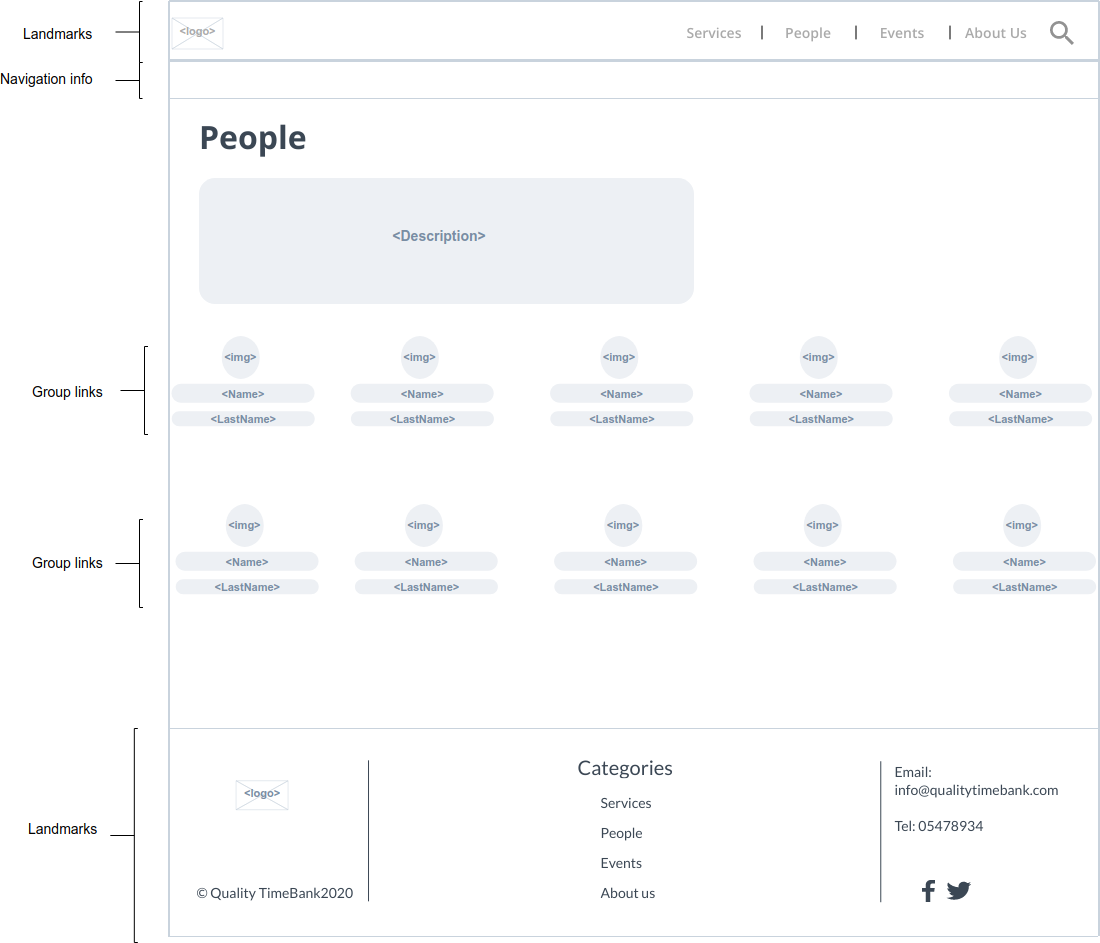 Landmarks
<logo>
Services | People | Events | About Us
Navigation info
People
<Description>
Group links
<img> <img> <img> <img> <img>
<Name> <Name> <Name> <Name> <Name>
<LastName> <LastName> <LastName> <LastName> <LastName>
Group links
<img> <img> <img> <img> <img>
<Name> <Name> <Name> <Name> <Name>
<LastName> <LastName> <LastName> <LastName> <LastName>
Landmarks
<logo>
© Quality TimeBank2020
Categories
Services
People
Events
About us
Email:
info@qualitytimebank.com
Tel: 05478934